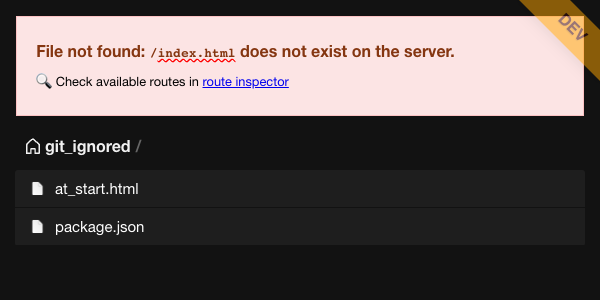 File not found: /index.html does not exist on the server.
DEV
Check available routes in route inspector
git_ignored /
at_start.html
package.json